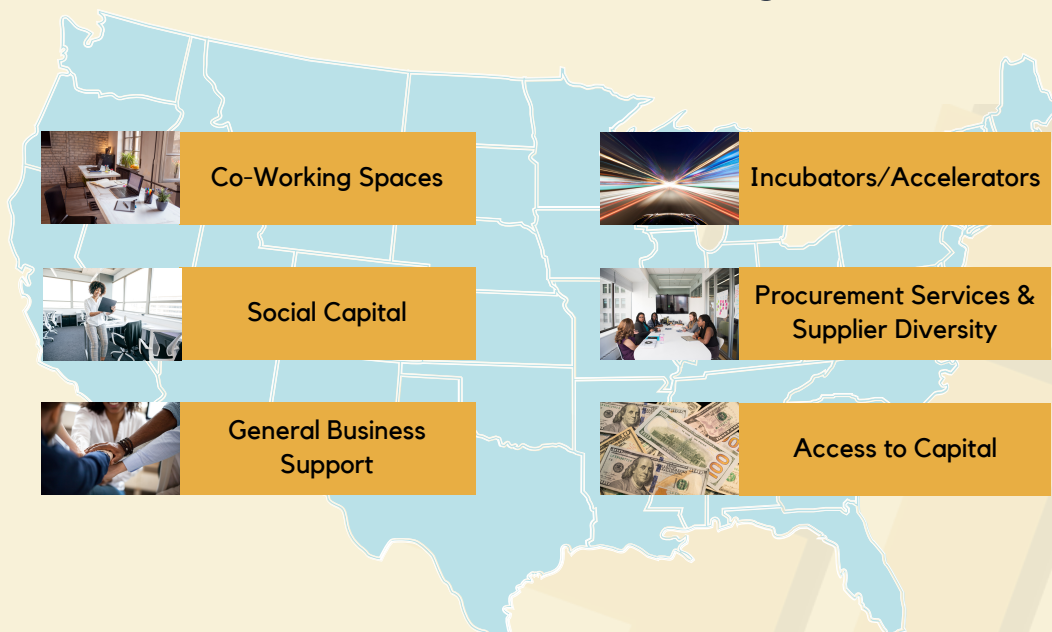 Co-Working Spaces
Incubators/Accelerators
Social Capital
Procurement Services &
Supplier Diversity
General Business
Support
Access to Capital